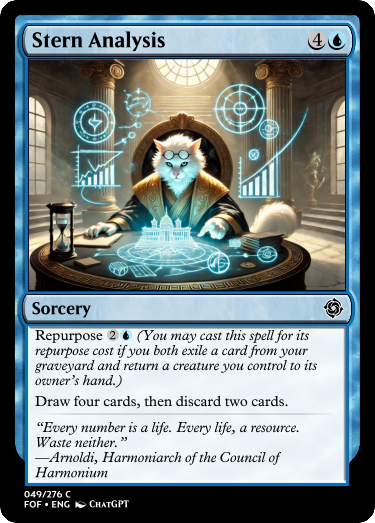 Stern Analysis 4
Sorcery
Repurpose 2 (You may cast this spell for its
repurpose cost if you both exile a card from your
graveyard and return a creature you control to its
owner's hand.)
Draw four cards, then discard two cards.
“Every number is a life. Every life, a resource.
Waste neither.”
—Arnoldi, Harmoniarch of the Council of
Harmonium
049/276 C
FOF • ENG ChatGPT